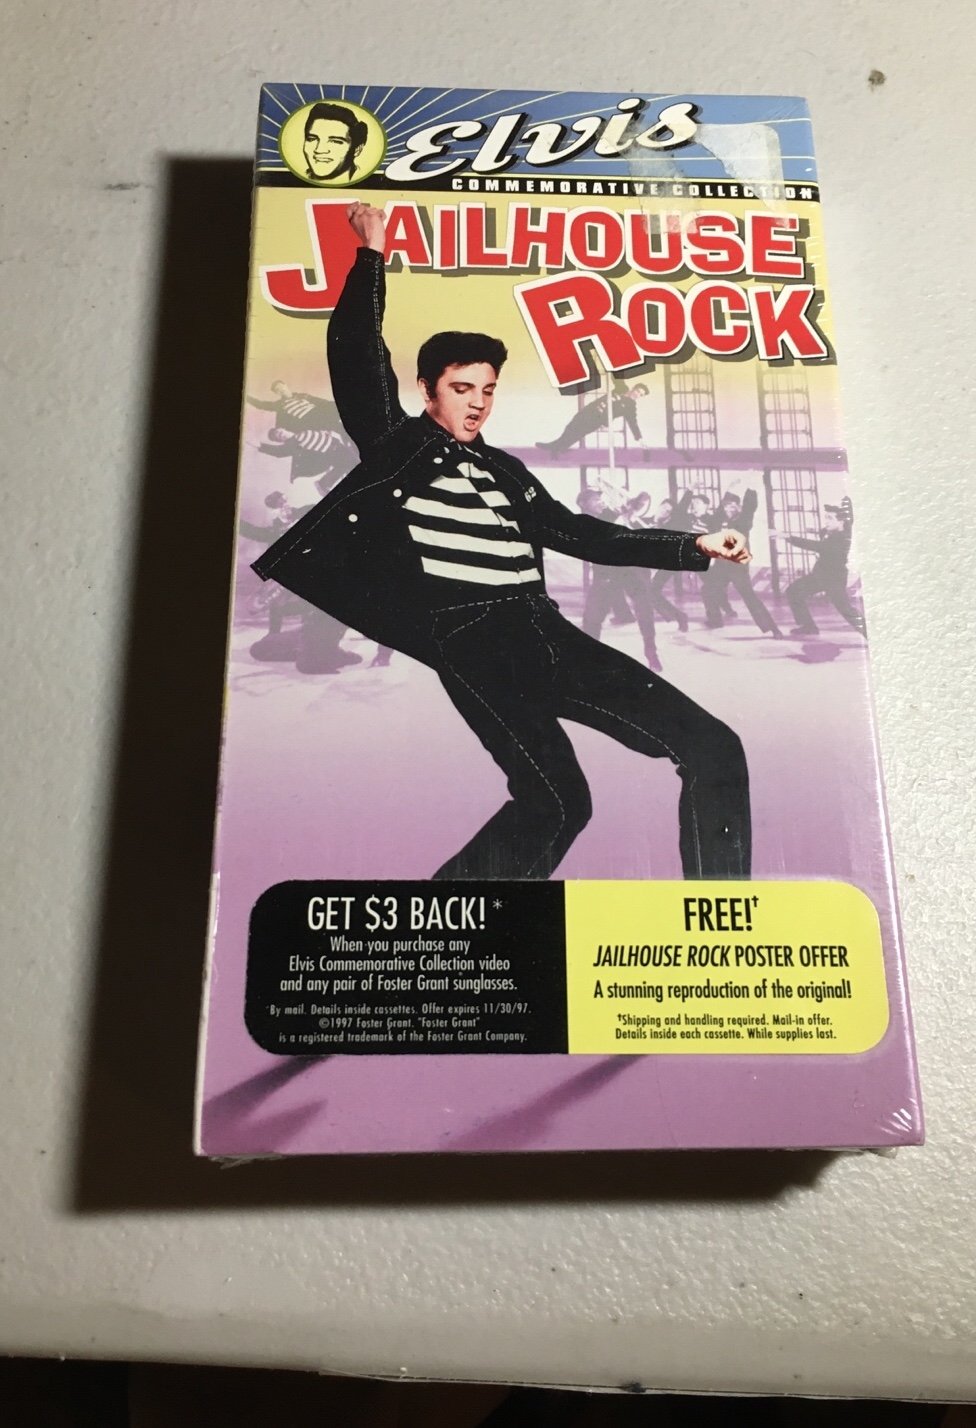 Elvis
COMMEMORATIVE COLLECTION
JAILHOUSE
ROCK
62
GET $3 BACK!*
When you purchase any
Elvis Commemorative Collection video
and any pair of Foster Grant sunglasses.
*By mail. Details inside cassettes. Offer expires 11/30/97.
©1997 Foster Grant. "Foster Grant"
is a registered trademark of the Foster Grant Company.
FREE!†
JAILHOUSE ROCK POSTER OFFER
A stunning reproduction of the original!
†Shipping and handling required. Mail-in offer.
Details inside each cassette. While supplies last.